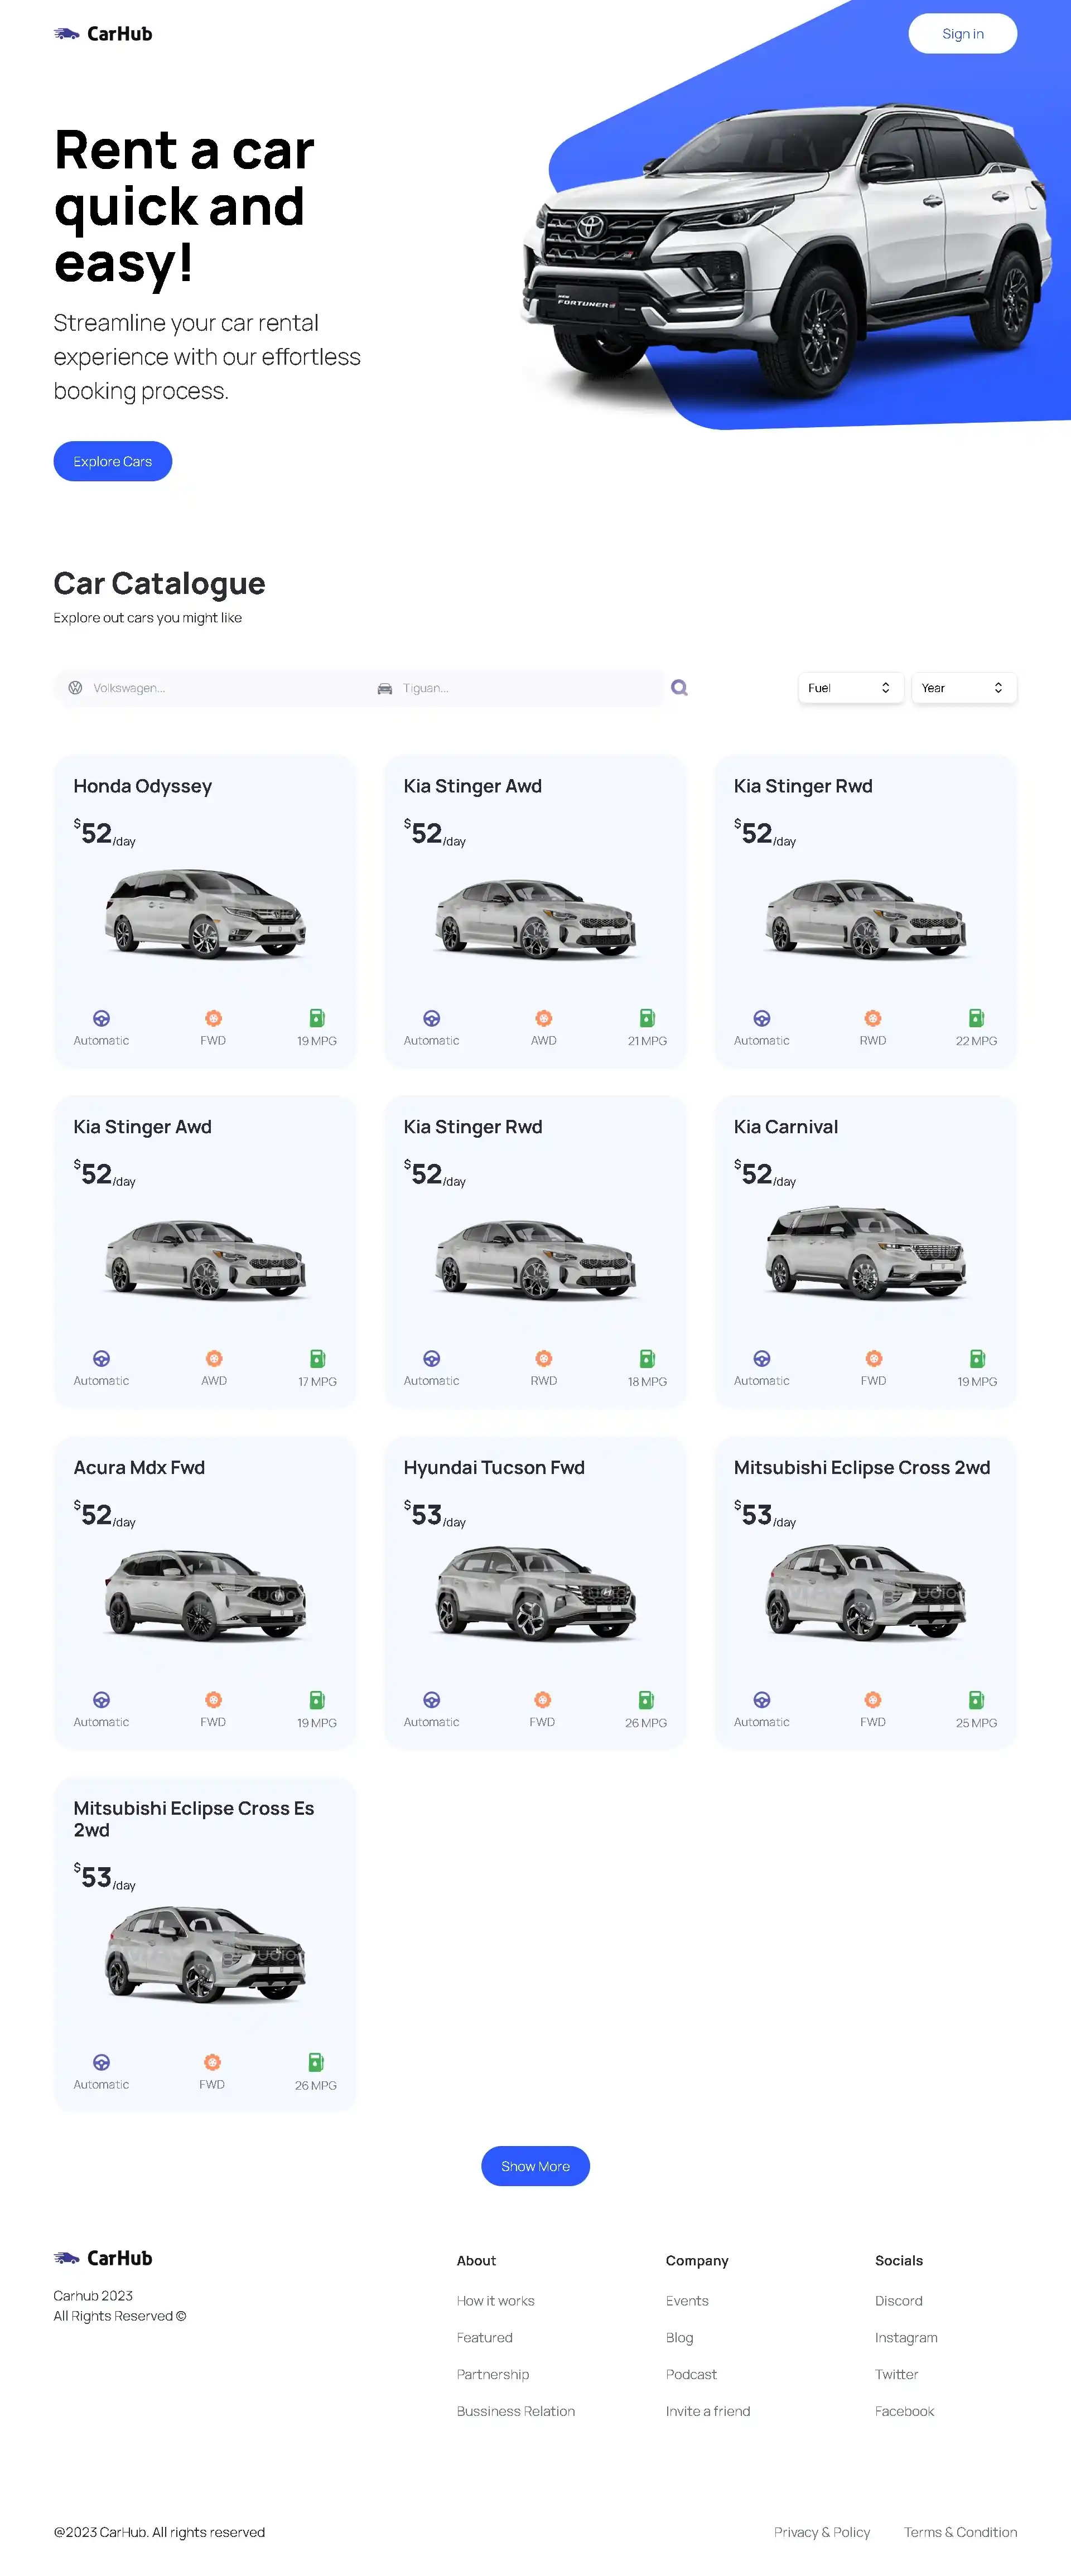 CarHub
Sign in
Rent a car
quick and
easy!
Streamline your car rental
experience with our effortless
booking process.
NEW
FORTUNER
Explore Cars
Car Catalogue
Explore out cars you might like
Volkswagen...
Tiguan...
Fuel
Year
Honda Odyssey
$52/day
Automatic
FWD
19 MPG
Kia Stinger Awd
$52/day
Automatic
AWD
21 MPG
Kia Stinger Rwd
$52/day
Automatic
RWD
22 MPG
Kia Stinger Awd
$52/day
Automatic
AWD
17 MPG
Kia Stinger Rwd
$52/day
Automatic
RWD
18 MPG
Kia Carnival
$52/day
Automatic
FWD
19 MPG
Acura Mdx Fwd
$52/day
Automatic
FWD
19 MPG
Hyundai Tucson Fwd
$53/day
Automatic
FWD
26 MPG
Mitsubishi Eclipse Cross 2wd
$53/day
Automatic
FWD
25 MPG
Mitsubishi Eclipse Cross Es
2wd
$53/day
Automatic
FWD
26 MPG
Show More
CarHub
Carhub 2023
All Rights Reserved ©
About
How it works
Featured
Partnership
Bussiness Relation
Company
Events
Blog
Podcast
Invite a friend
Socials
Discord
Instagram
Twitter
Facebook
@2023 CarHub. All rights reserved
Privacy & Policy
Terms & Condition